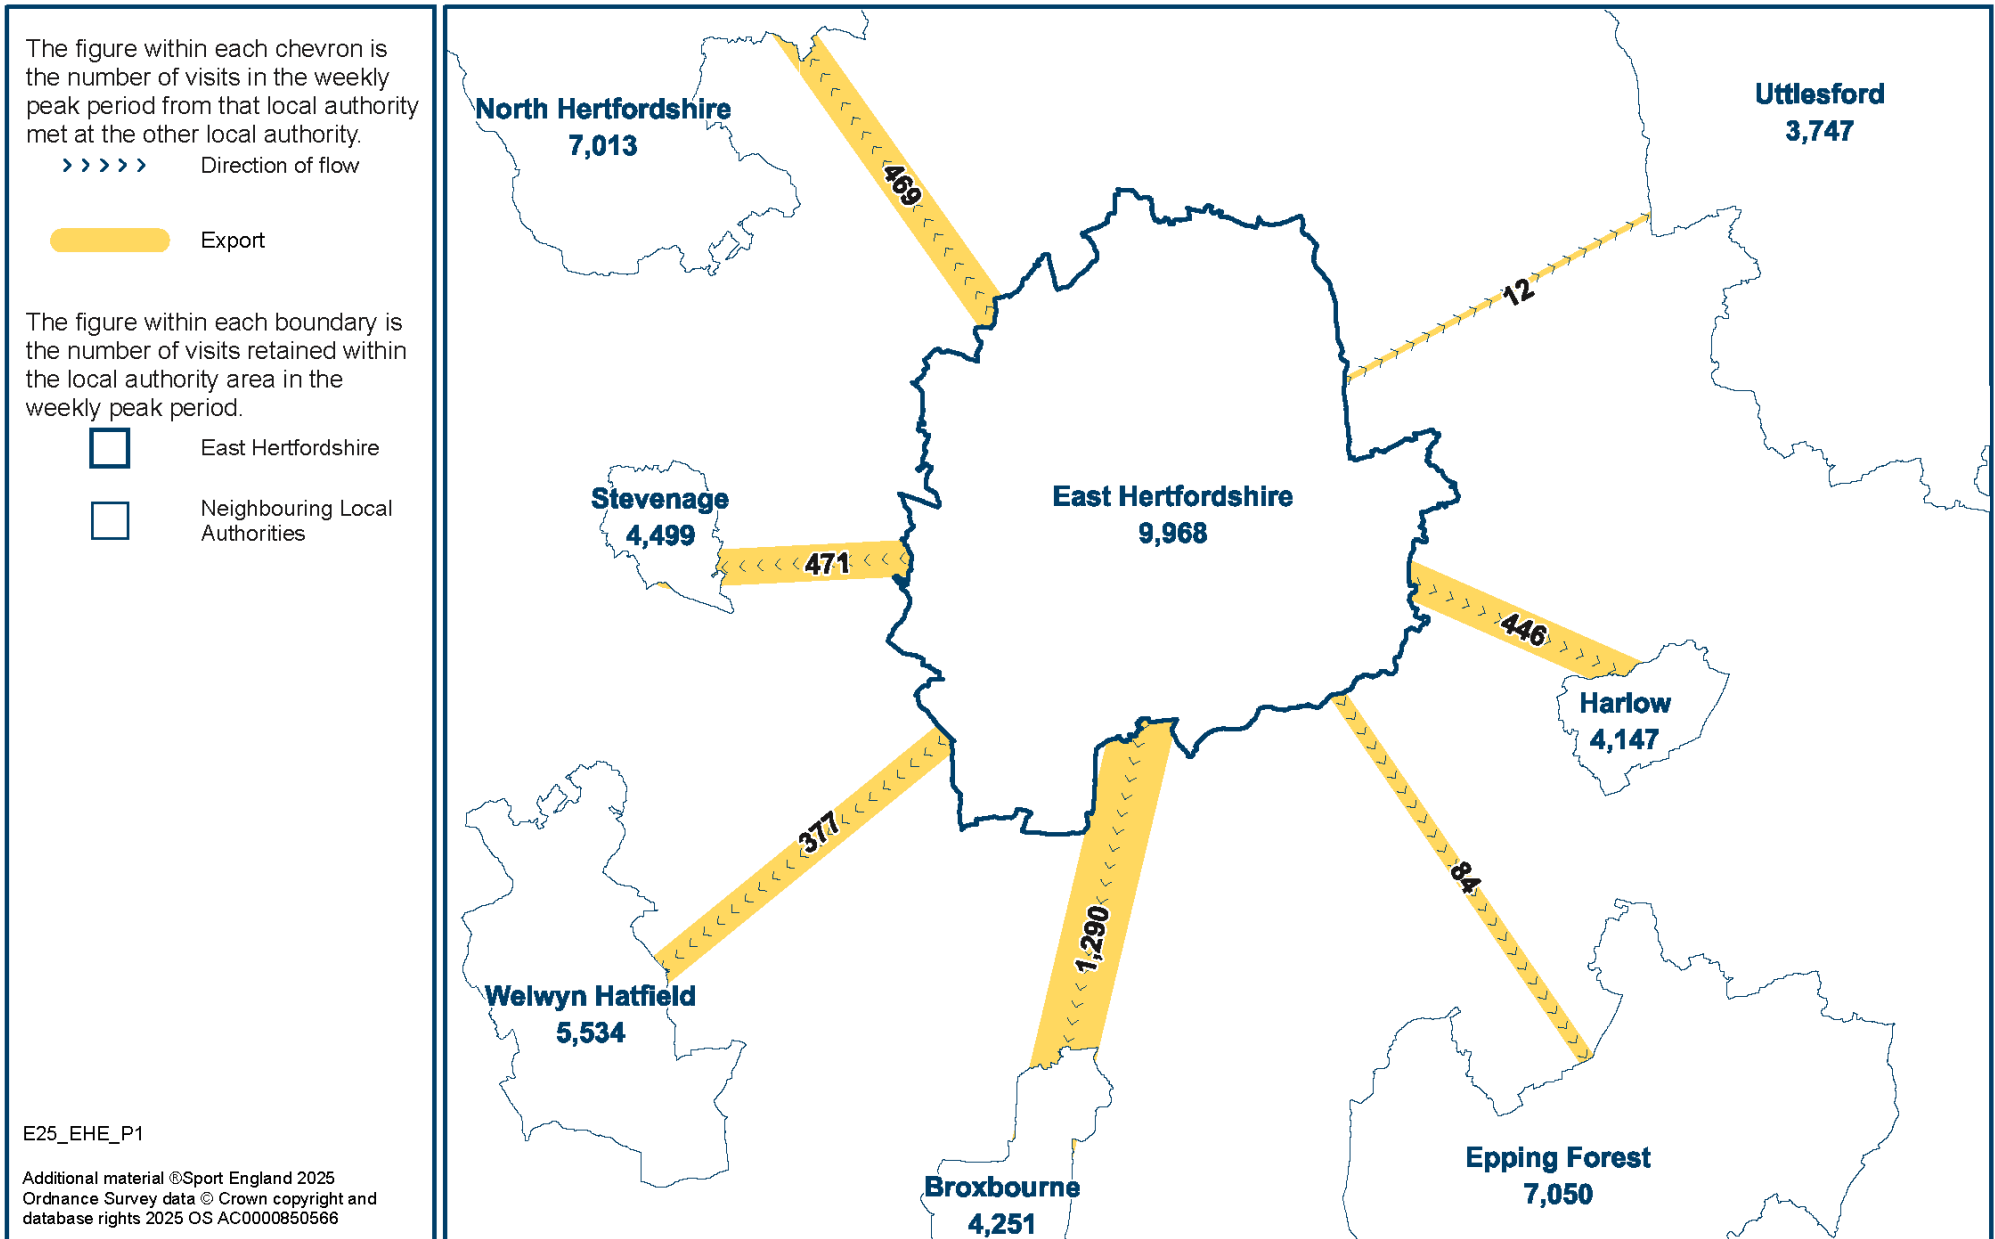 The figure within each chevron is
the number of visits in the weekly
peak period from that local authority
met at the other local authority.
Direction of flow
Export
The figure within each boundary is
the number of visits retained within
the local authority area in the
weekly peak period.
East Hertfordshire
Neighbouring Local
Authorities
E25_EHE_P1
Additional material ®Sport England 2025
Ordnance Survey data © Crown copyright and
database rights 2025 OS AC0000850566
North Hertfordshire
7,013
Uttlesford
3,747
469
12
Stevenage
4,499
471
East Hertfordshire
9,968
446
Harlow
4,147
377
1,290
84
Welwyn Hatfield
5,534
Broxbourne
4,251
Epping Forest
7,050